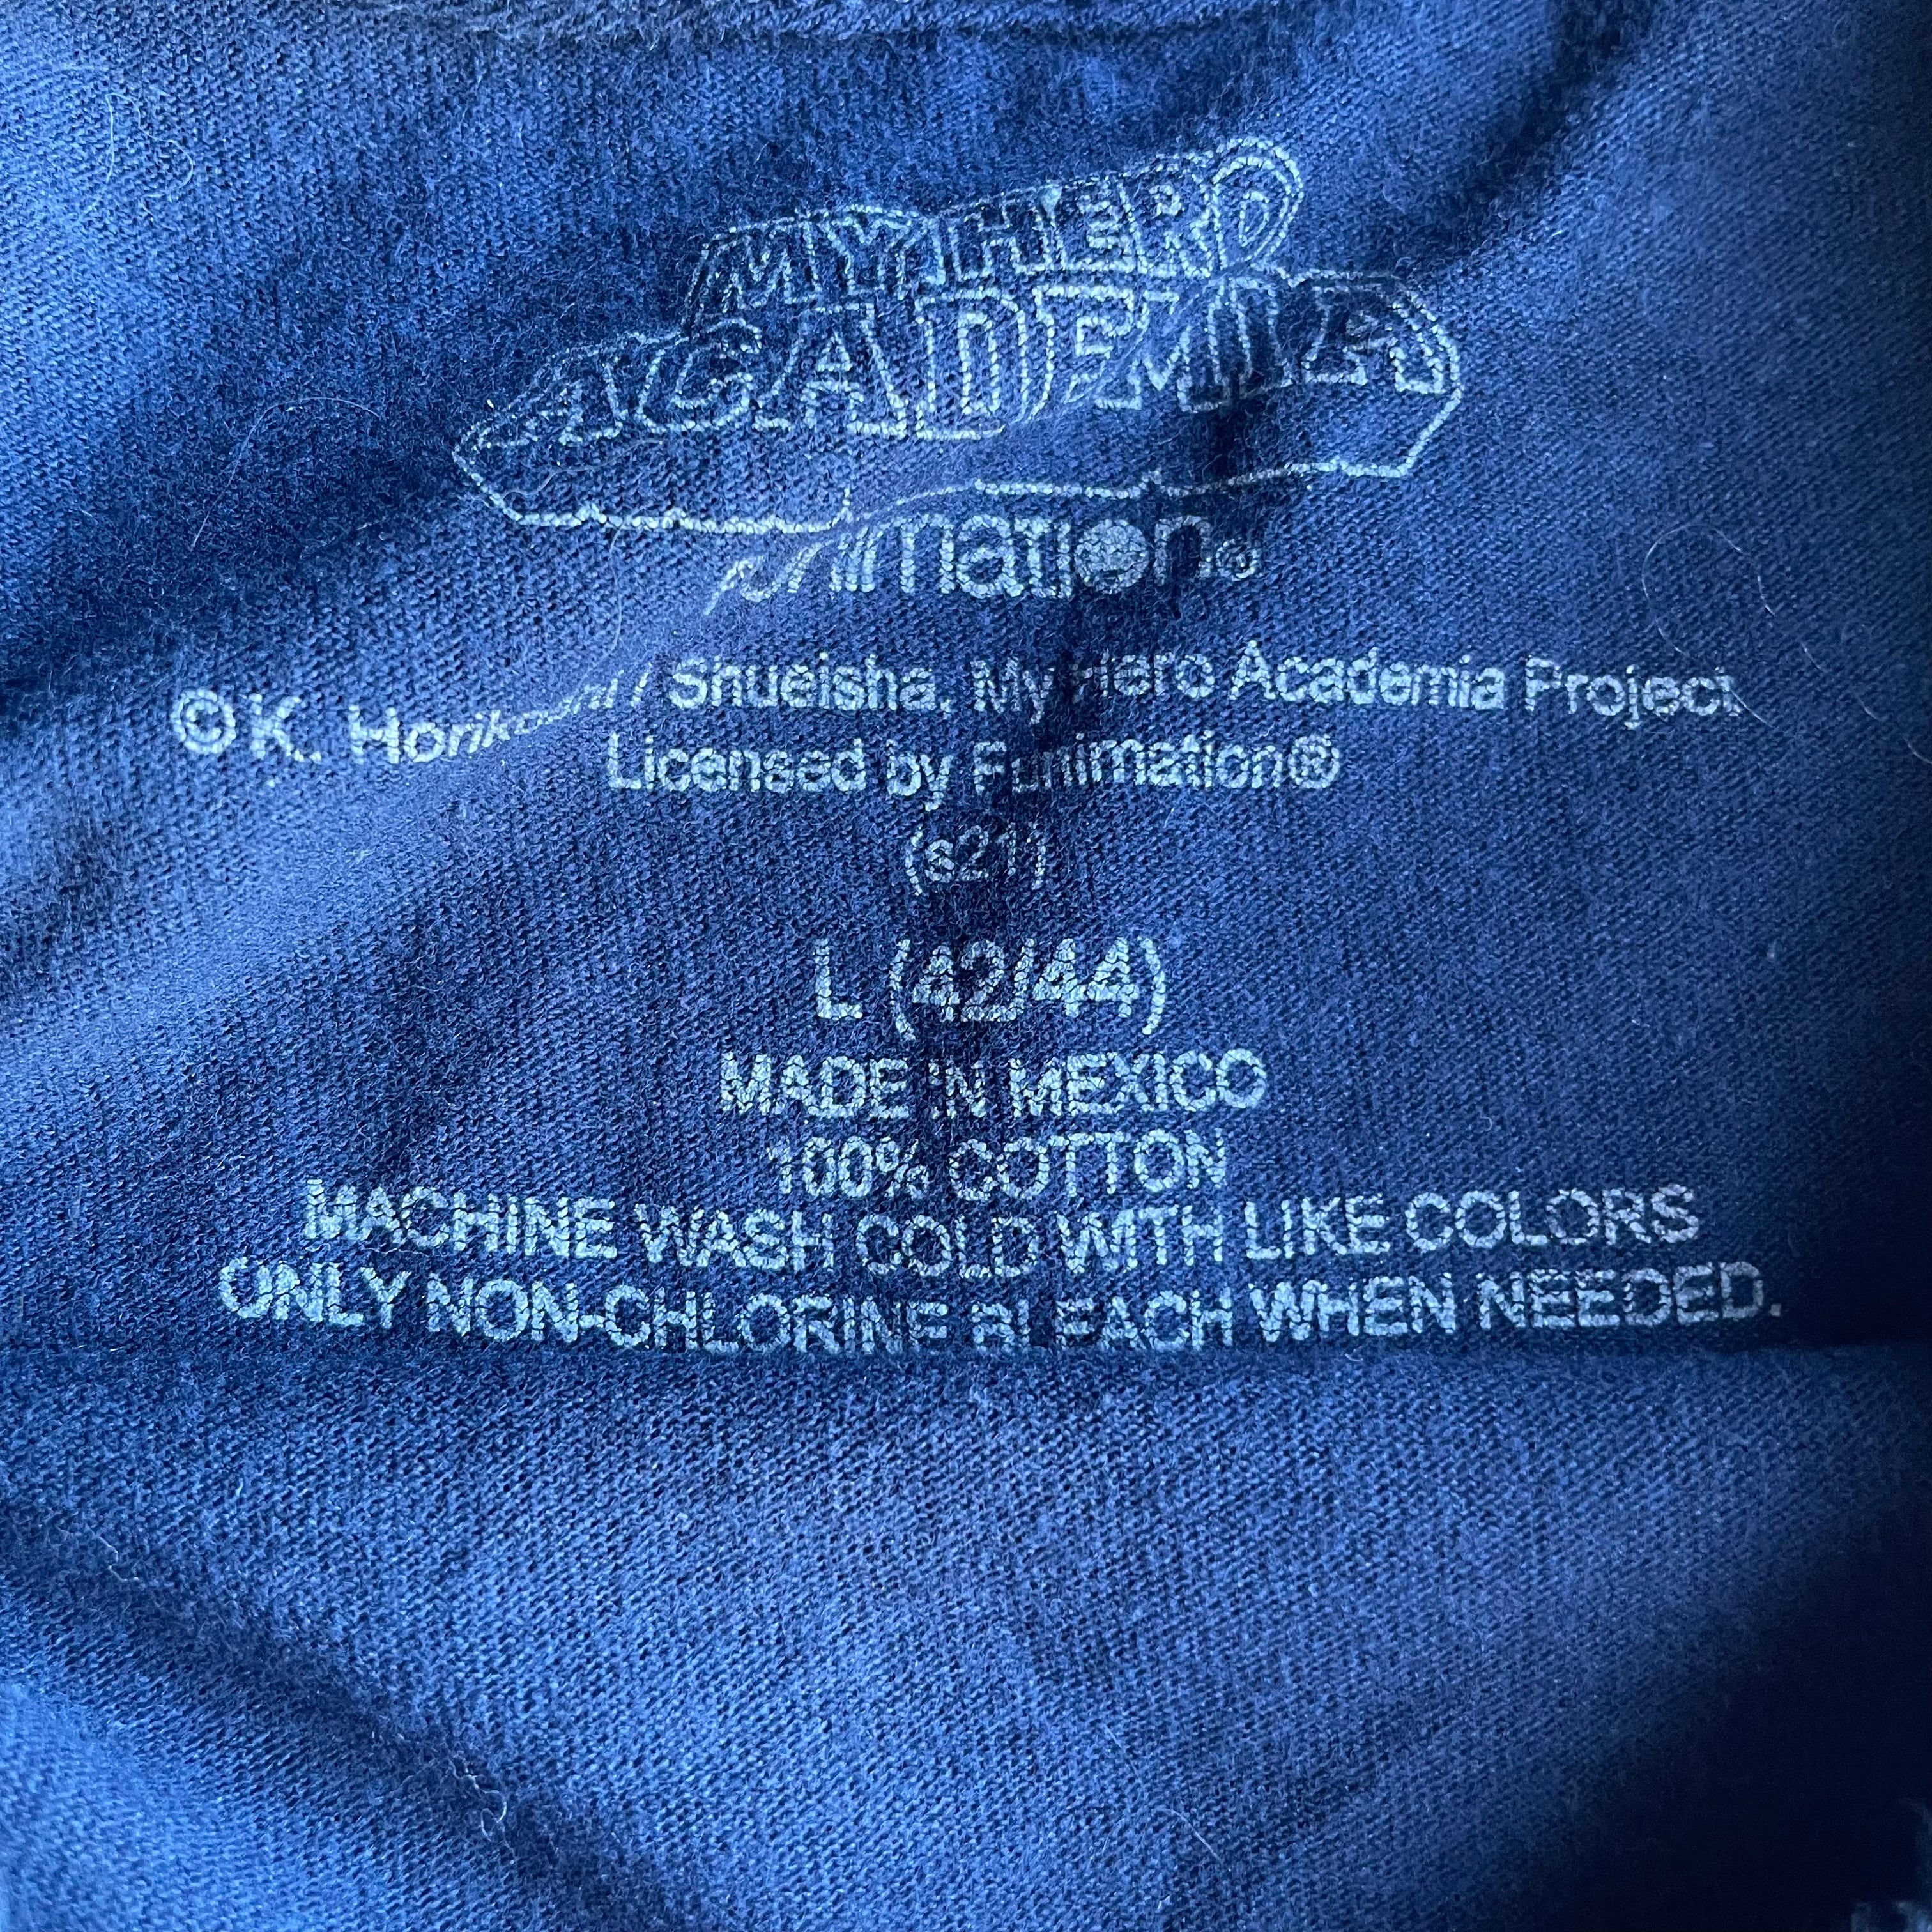 MY HERO
ACADEMIA
FUNimation®
© K. Horikoshi / Shueisha, My Hero Academia Project
Licensed by Funimation®
(s21)
L (42/44)
MADE IN MEXICO
100% COTTON
MACHINE WASH COLD WITH LIKE COLORS
ONLY NON-CHLORINE BLEACH WHEN NEEDED.